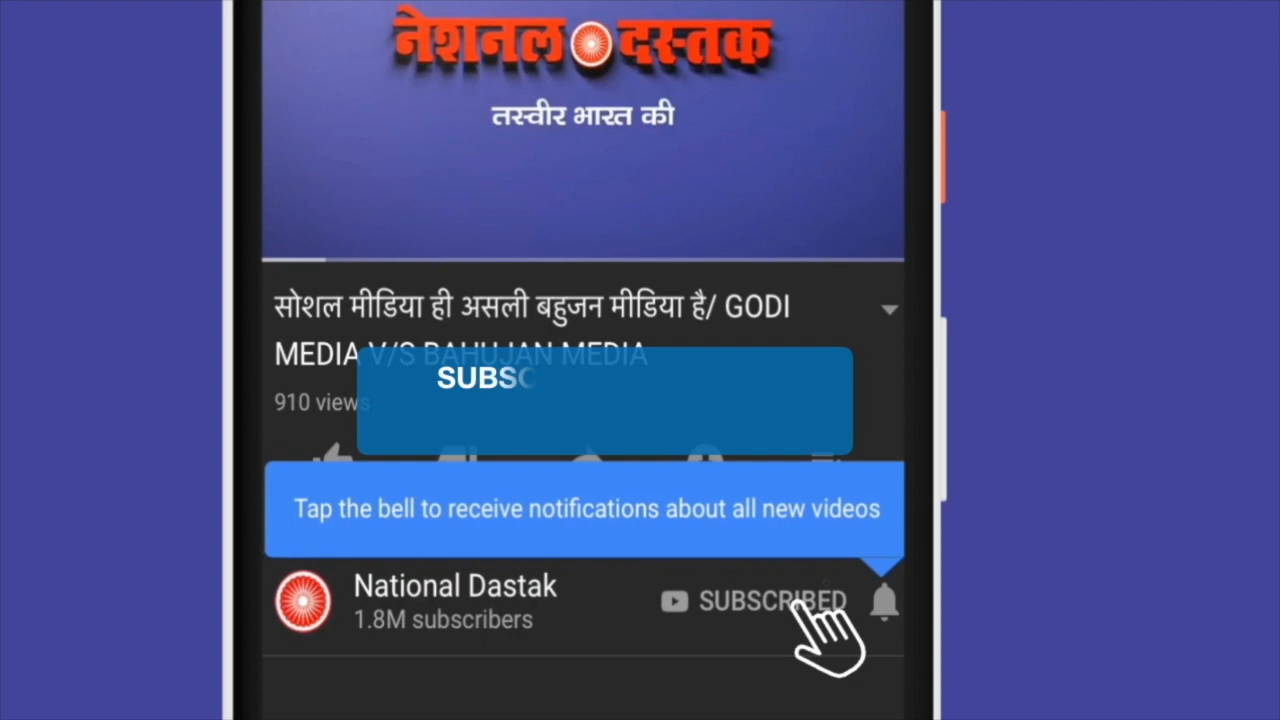 नेशनल दस्तक
तस्वीर भारत की
सोशल मीडिया ही असली बहुजन मीडिया है/ GODI
MEDIA V/S BAHUJAN MEDIA
SUBSC
910 views
Tap the bell to receive notifications about all new videos
National Dastak
SUBSCRIBED
1.8M subscribers